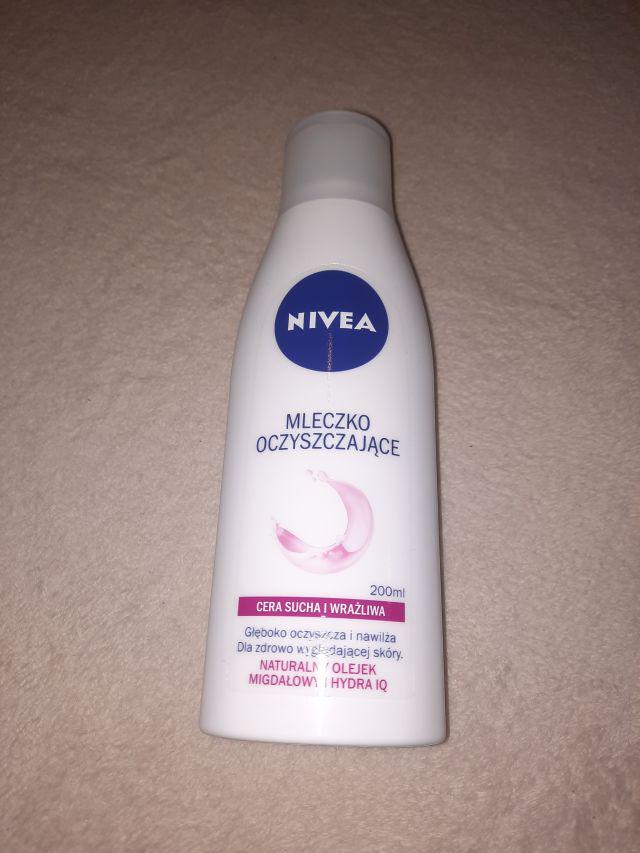 NIVEA
MLECZKO
OCZYSZCZAJĄCE
200ml
CERA SUCHA I WRAŻLIWA
Głęboko oczyszcza i nawilża
Dla zdrowo wyglądającej skóry.
NATURALNY OLEJEK
MIGDAŁOWY I HYDRA IQ